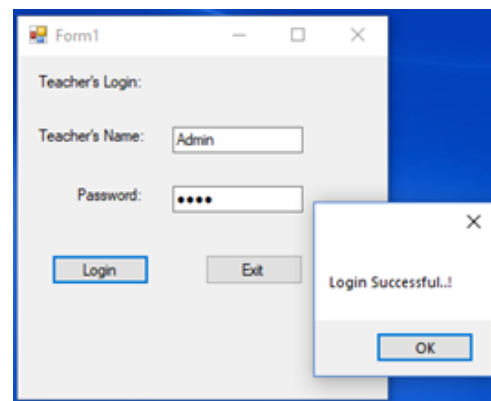 Form1
Teacher's Login:
Teacher's Name: Admin
Password: ••••
Login Exit
Login Successful..!
OK